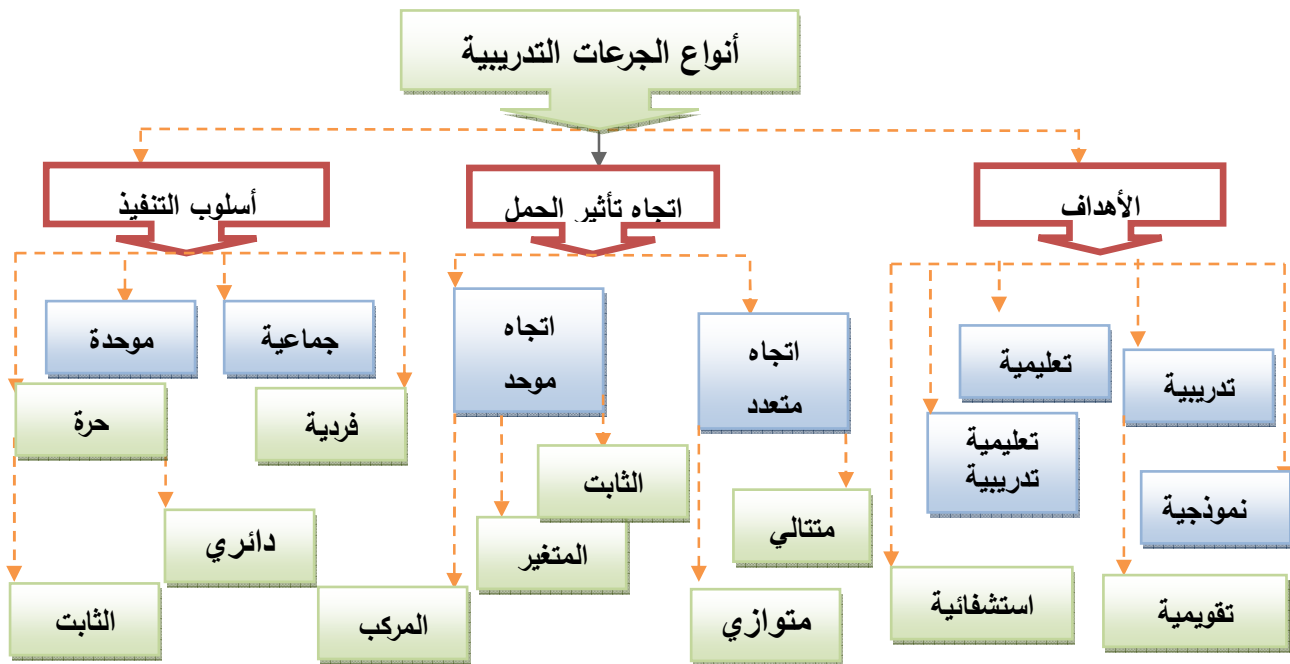 أنواع الجرعات التدريبية
الأهداف
اتجاه تأثير الحمل
أسلوب التنفيذ
تدريبية
تعليمية
تعليمية
تدريبية
نموذجية
تقويمية
استشفائية
اتجاه
متعدد
اتجاه
موحد
متتالي
متوازي
الثابت
المتغير
المركب
جماعية
موحدة
فردية
حرة
دائري
الثابت